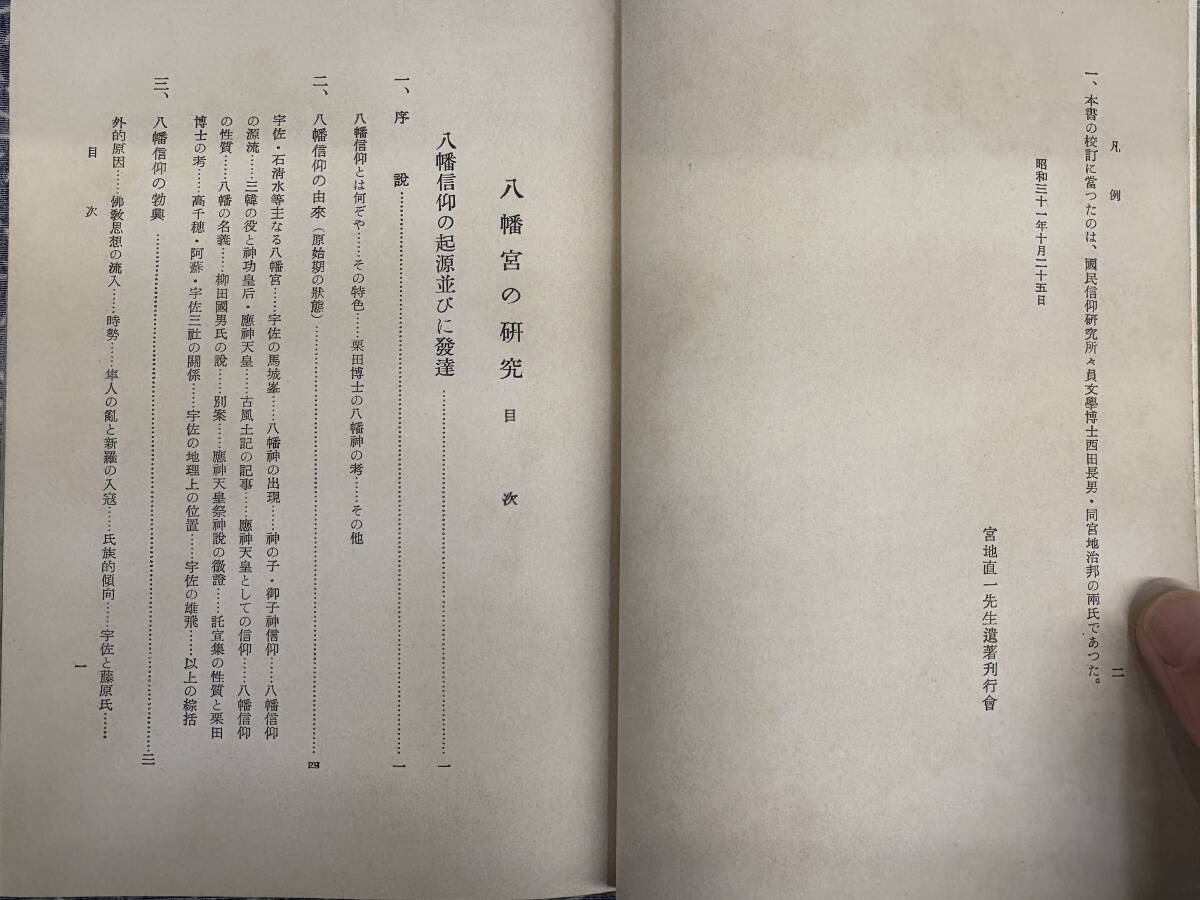 凡例
二
一、本書の校訂に當つたのは、國民信仰硏究所々員文學博士西田長男・同宮地治邦の兩氏であつた。
昭和三十一年十月二十五日
宮地直一先生遺著刊行會
八幡宮の硏究 目次
八幡信仰の起源並びに發達……………一
一、序說……………一
八幡信仰とは何ぞや……その特色……栗田博士の八幡神の考……その他
二、八幡信仰の由來(原始期の狀態)……………四
宇佐・石淸水等主なる八幡宮……宇佐の馬城峯……八幡神の出現……神の子・御子神信仰……八幡信仰
の源流……三韓の役と神功皇后・應神天皇……古風土記の記事……應神天皇としての信仰……八幡信仰
の性質……八幡の名義……柳田國男氏の說……別案……應神天皇祭神說の徵證……託宣集の性質と栗田
博士の考……高千穗・阿蘇・宇佐三社の關係……宇佐の地理上の位置……宇佐の雄飛……以上の綜括
三、八幡信仰の勃興……………
外的原因……佛敎思想の流入……時勢……隼人の亂と新羅の入寇……氏族的傾向……宇佐と藤原氏……
目次
一